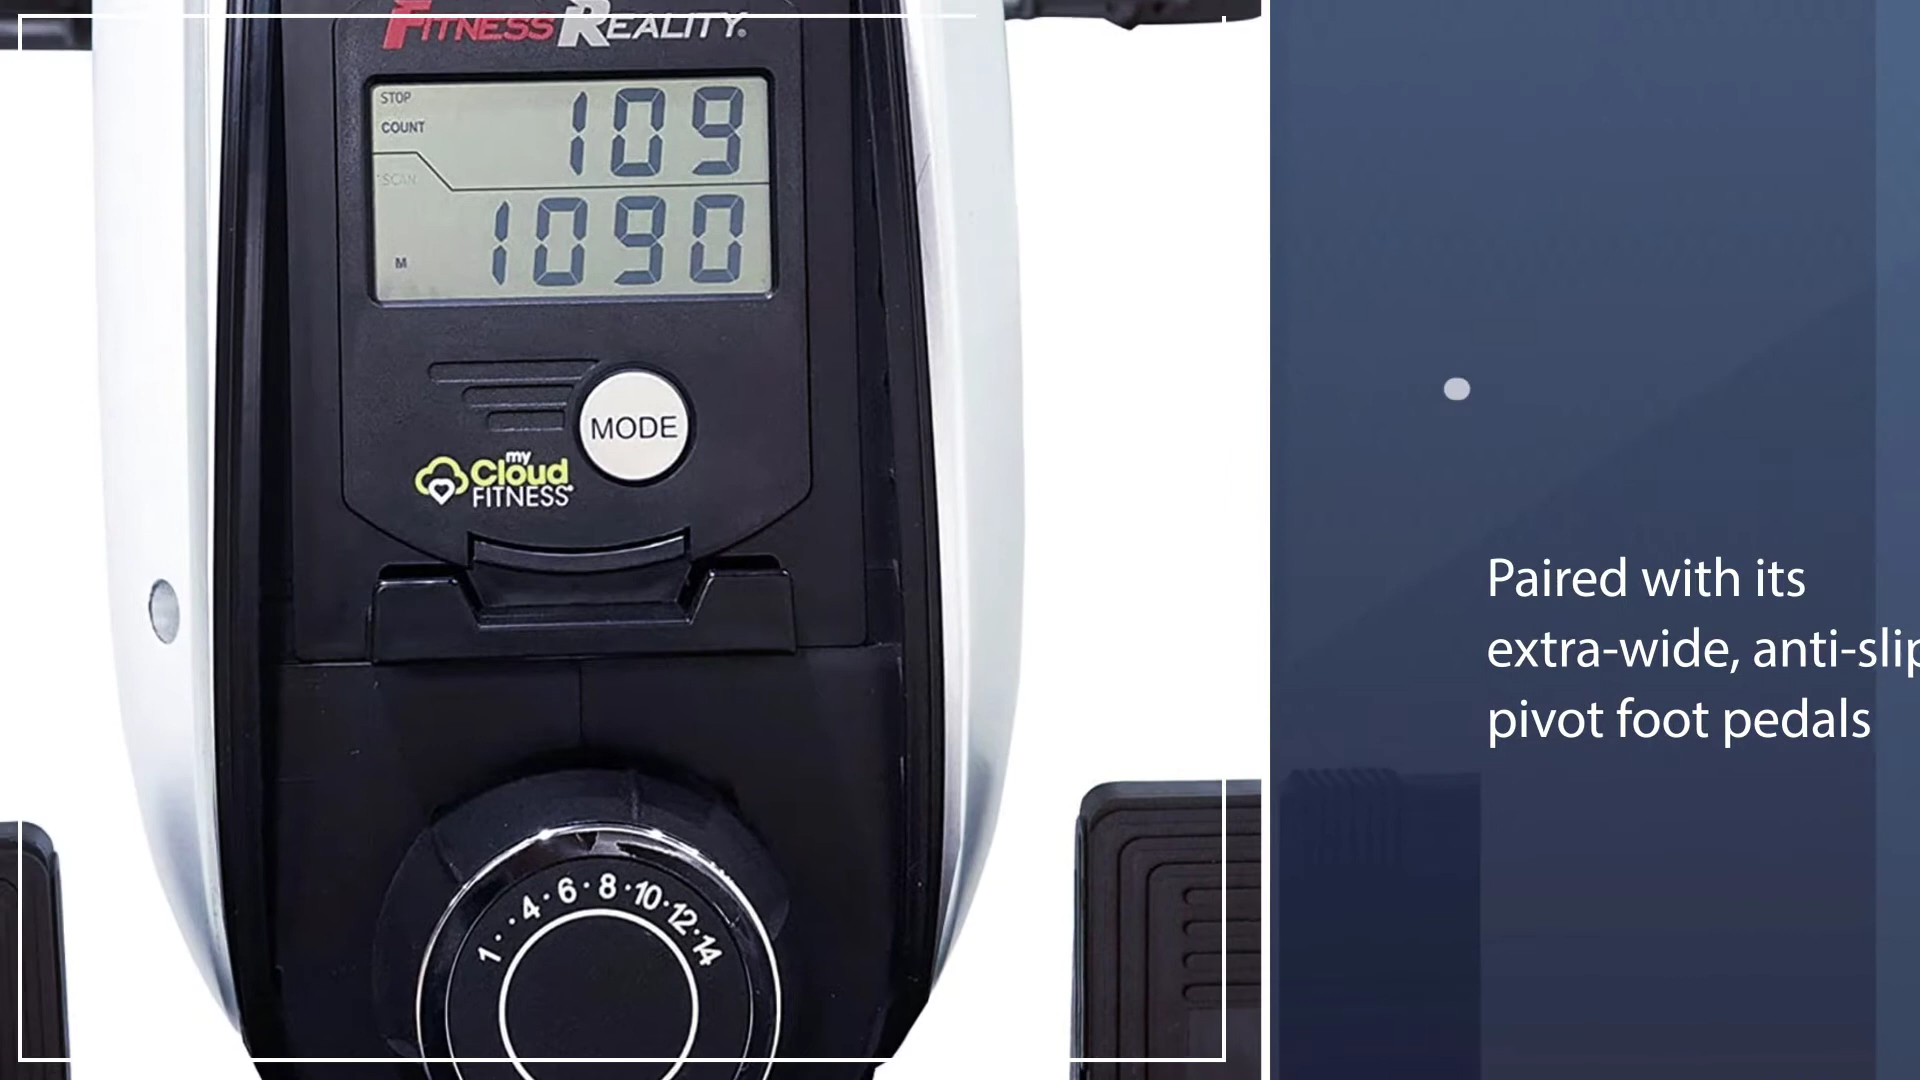 FITNESS REALITY®
STOP
COUNT
109
SCAN
1090
M
MODE
my
Cloud
FITNESS
1 · · 4 · 6 · 8 · 10 · 12 · 14
Paired with its
extra-wide, anti-slip
pivot foot pedals